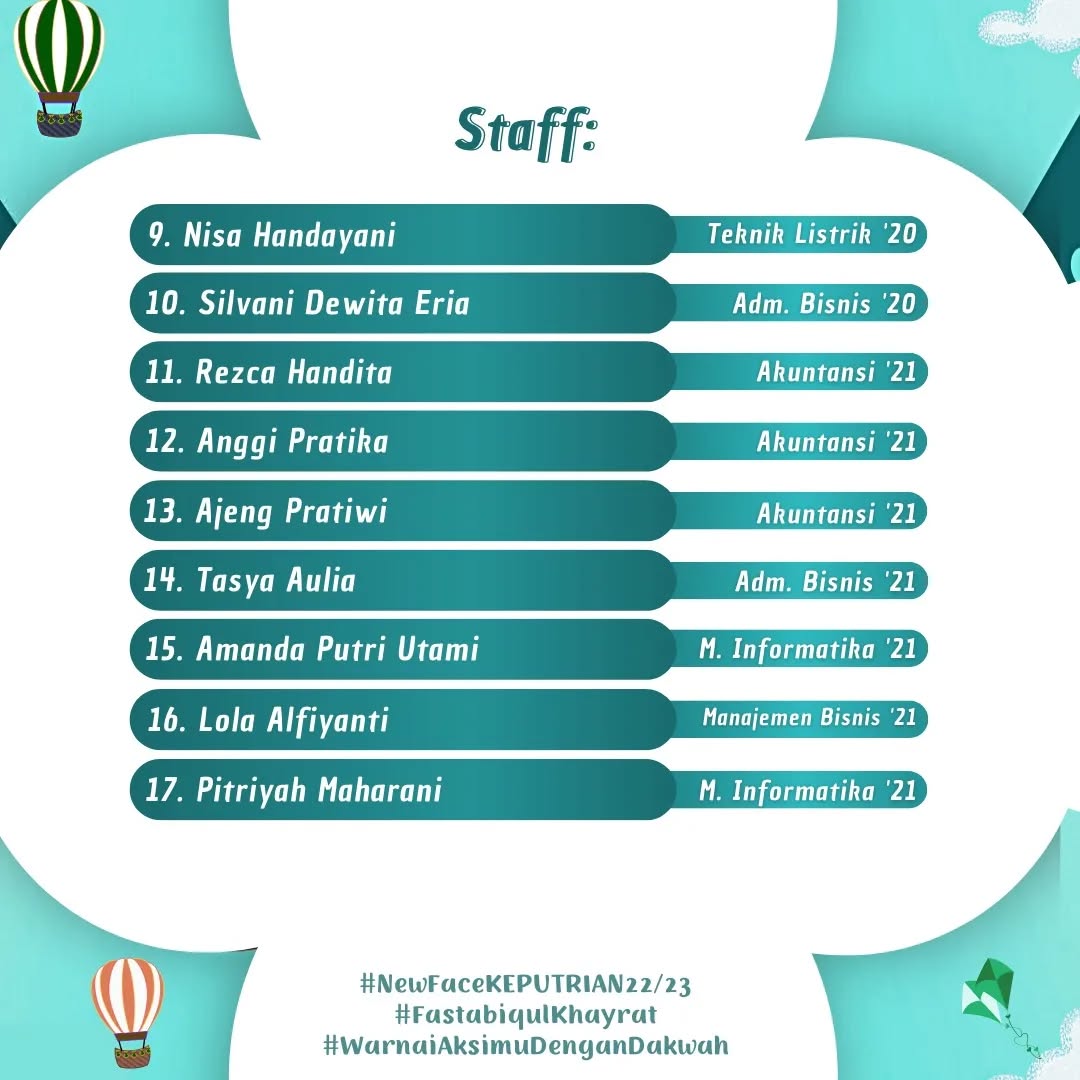 Staff:
9. Nisa Handayani Teknik Listrik '20
10. Silvani Dewita Eria Adm. Bisnis '20
11. Rezca Handita Akuntansi '21
12. Anggi Pratika Akuntansi '21
13. Ajeng Pratiwi Akuntansi '21
14. Tasya Aulia Adm. Bisnis '21
15. Amanda Putri Utami M. Informatika '21
16. Lola Alfiyanti Manajemen Bisnis '21
17. Pitriyah Maharani M. Informatika '21
#NewFaceKEPUTRIAN22/23
#FastabiqulKhayrat
#WarnaiAksimuDenganDakwah